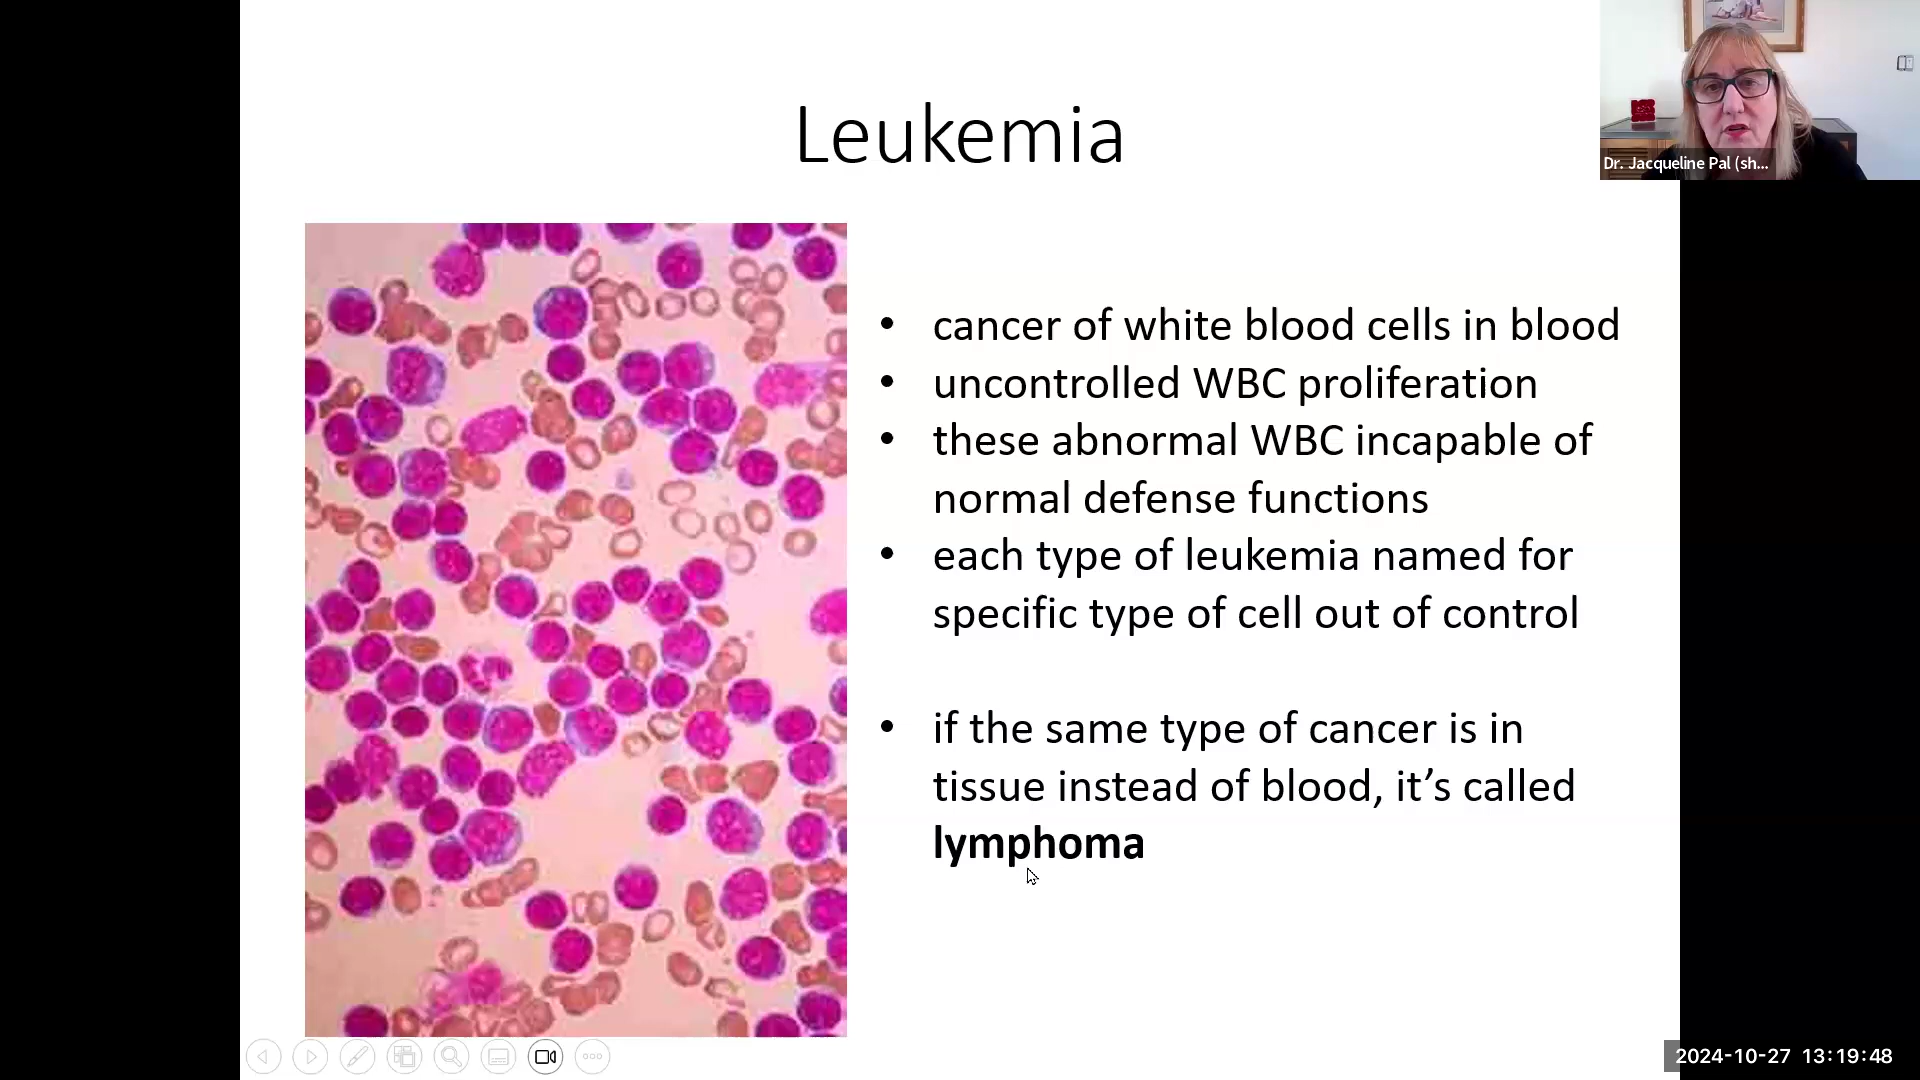 Leukemia
Dr. Jacqueline Pal (sh...
• cancer of white blood cells in blood
• uncontrolled WBC proliferation
• these abnormal WBC incapable of
normal defense functions
• each type of leukemia named for
specific type of cell out of control
• if the same type of cancer is in
tissue instead of blood, it’s called
lymphoma
2024-10-27 13:19:48